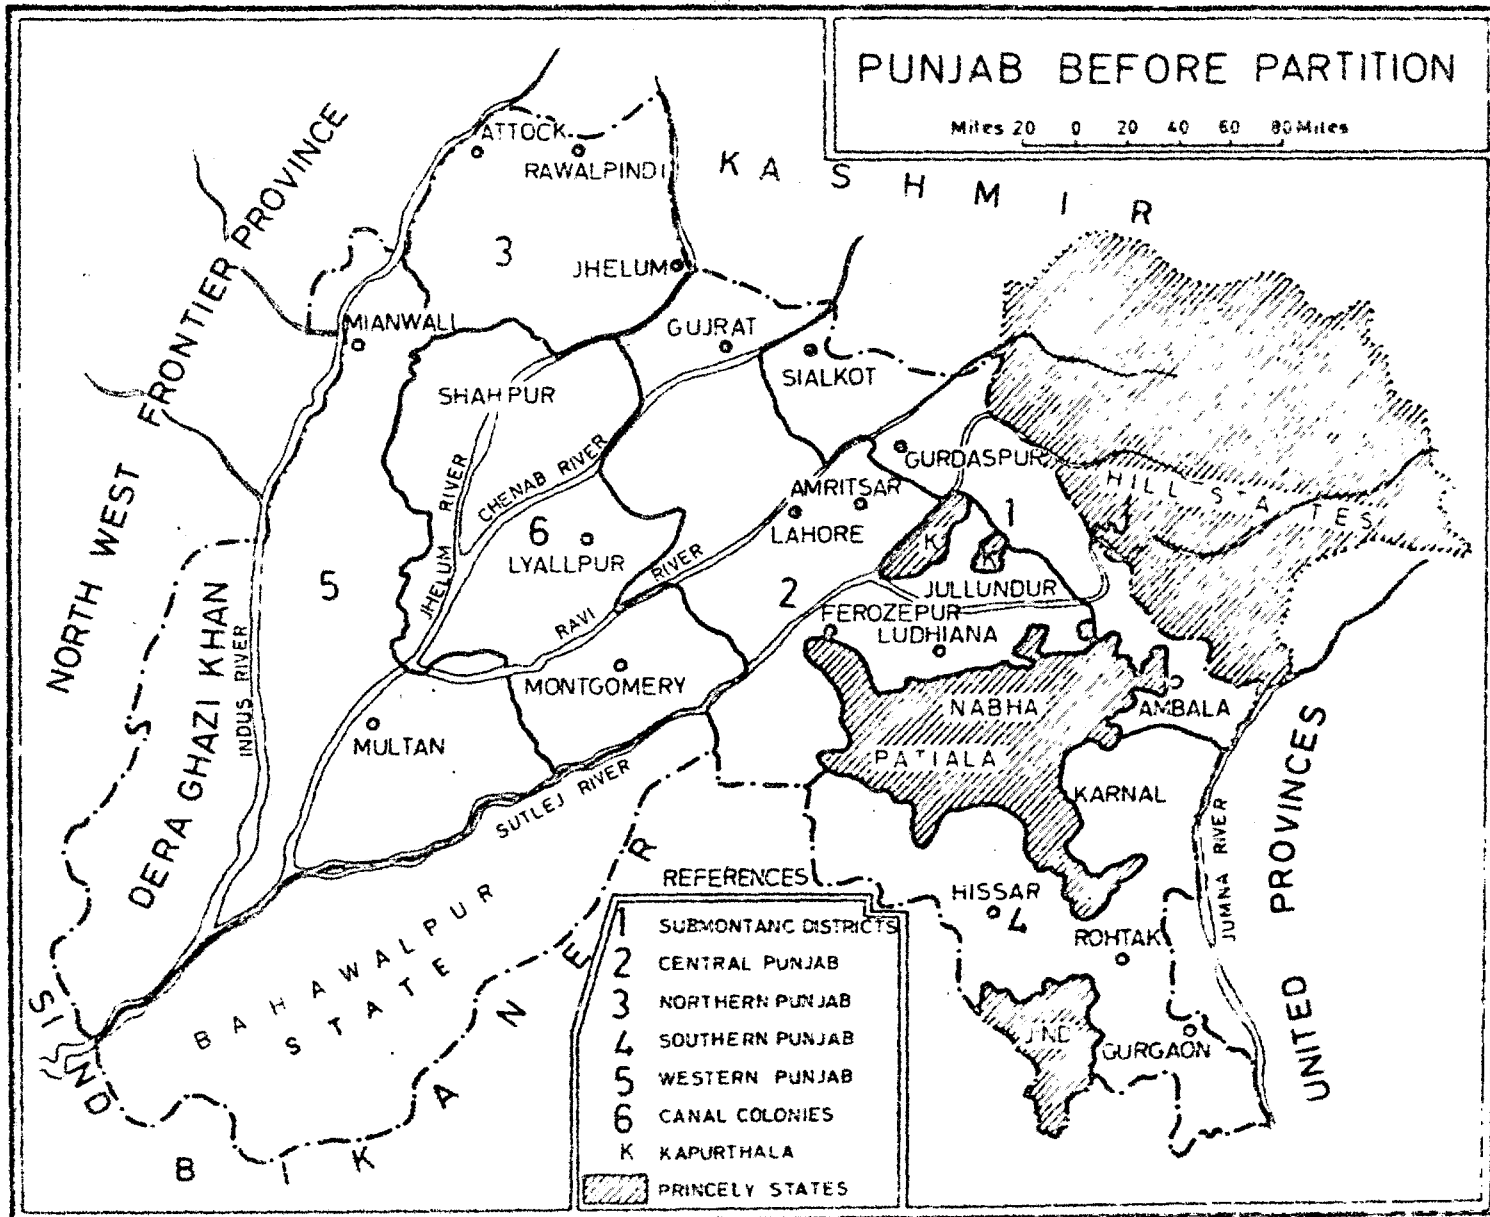 PUNJAB BEFORE PARTITION
Miles 20 0 20 40 60 80 Miles
KASHMIR
NORTH WEST FRONTIER PROVINCE
ATTOCK
RAWALPINDI
3
JHELUM
MIANWALI
GUJRAT
SIALKOT
SHAHPUR
GURDASPUR
HILL STATES
JHELUM RIVER
CHENAB RIVER
AMRITSAR
LAHORE
1
6
LYALLPUR
K
K
5
RAVI RIVER
2
JULLUNDUR
FEROZEPUR
LUDHIANA
DERA GHAZI KHAN
INDUS RIVER
MONTGOMERY
NABHA
AMBALA
MULTAN
PATIALA
KARNAL
SUTLEJ RIVER
JUMNA RIVER
UNITED PROVINCES
HISSAR
4
ROHTAK
BAHAWALPUR
STATE
JIND
GURGAON
SIND
BIKANER
REFERENCES
1 SUBMONTANC DISTRICTS
2 CENTRAL PUNJAB
3 NORTHERN PUNJAB
4 SOUTHERN PUNJAB
5 WESTERN PUNJAB
6 CANAL COLONIES
K KAPURTHALA
PRINCELY STATES